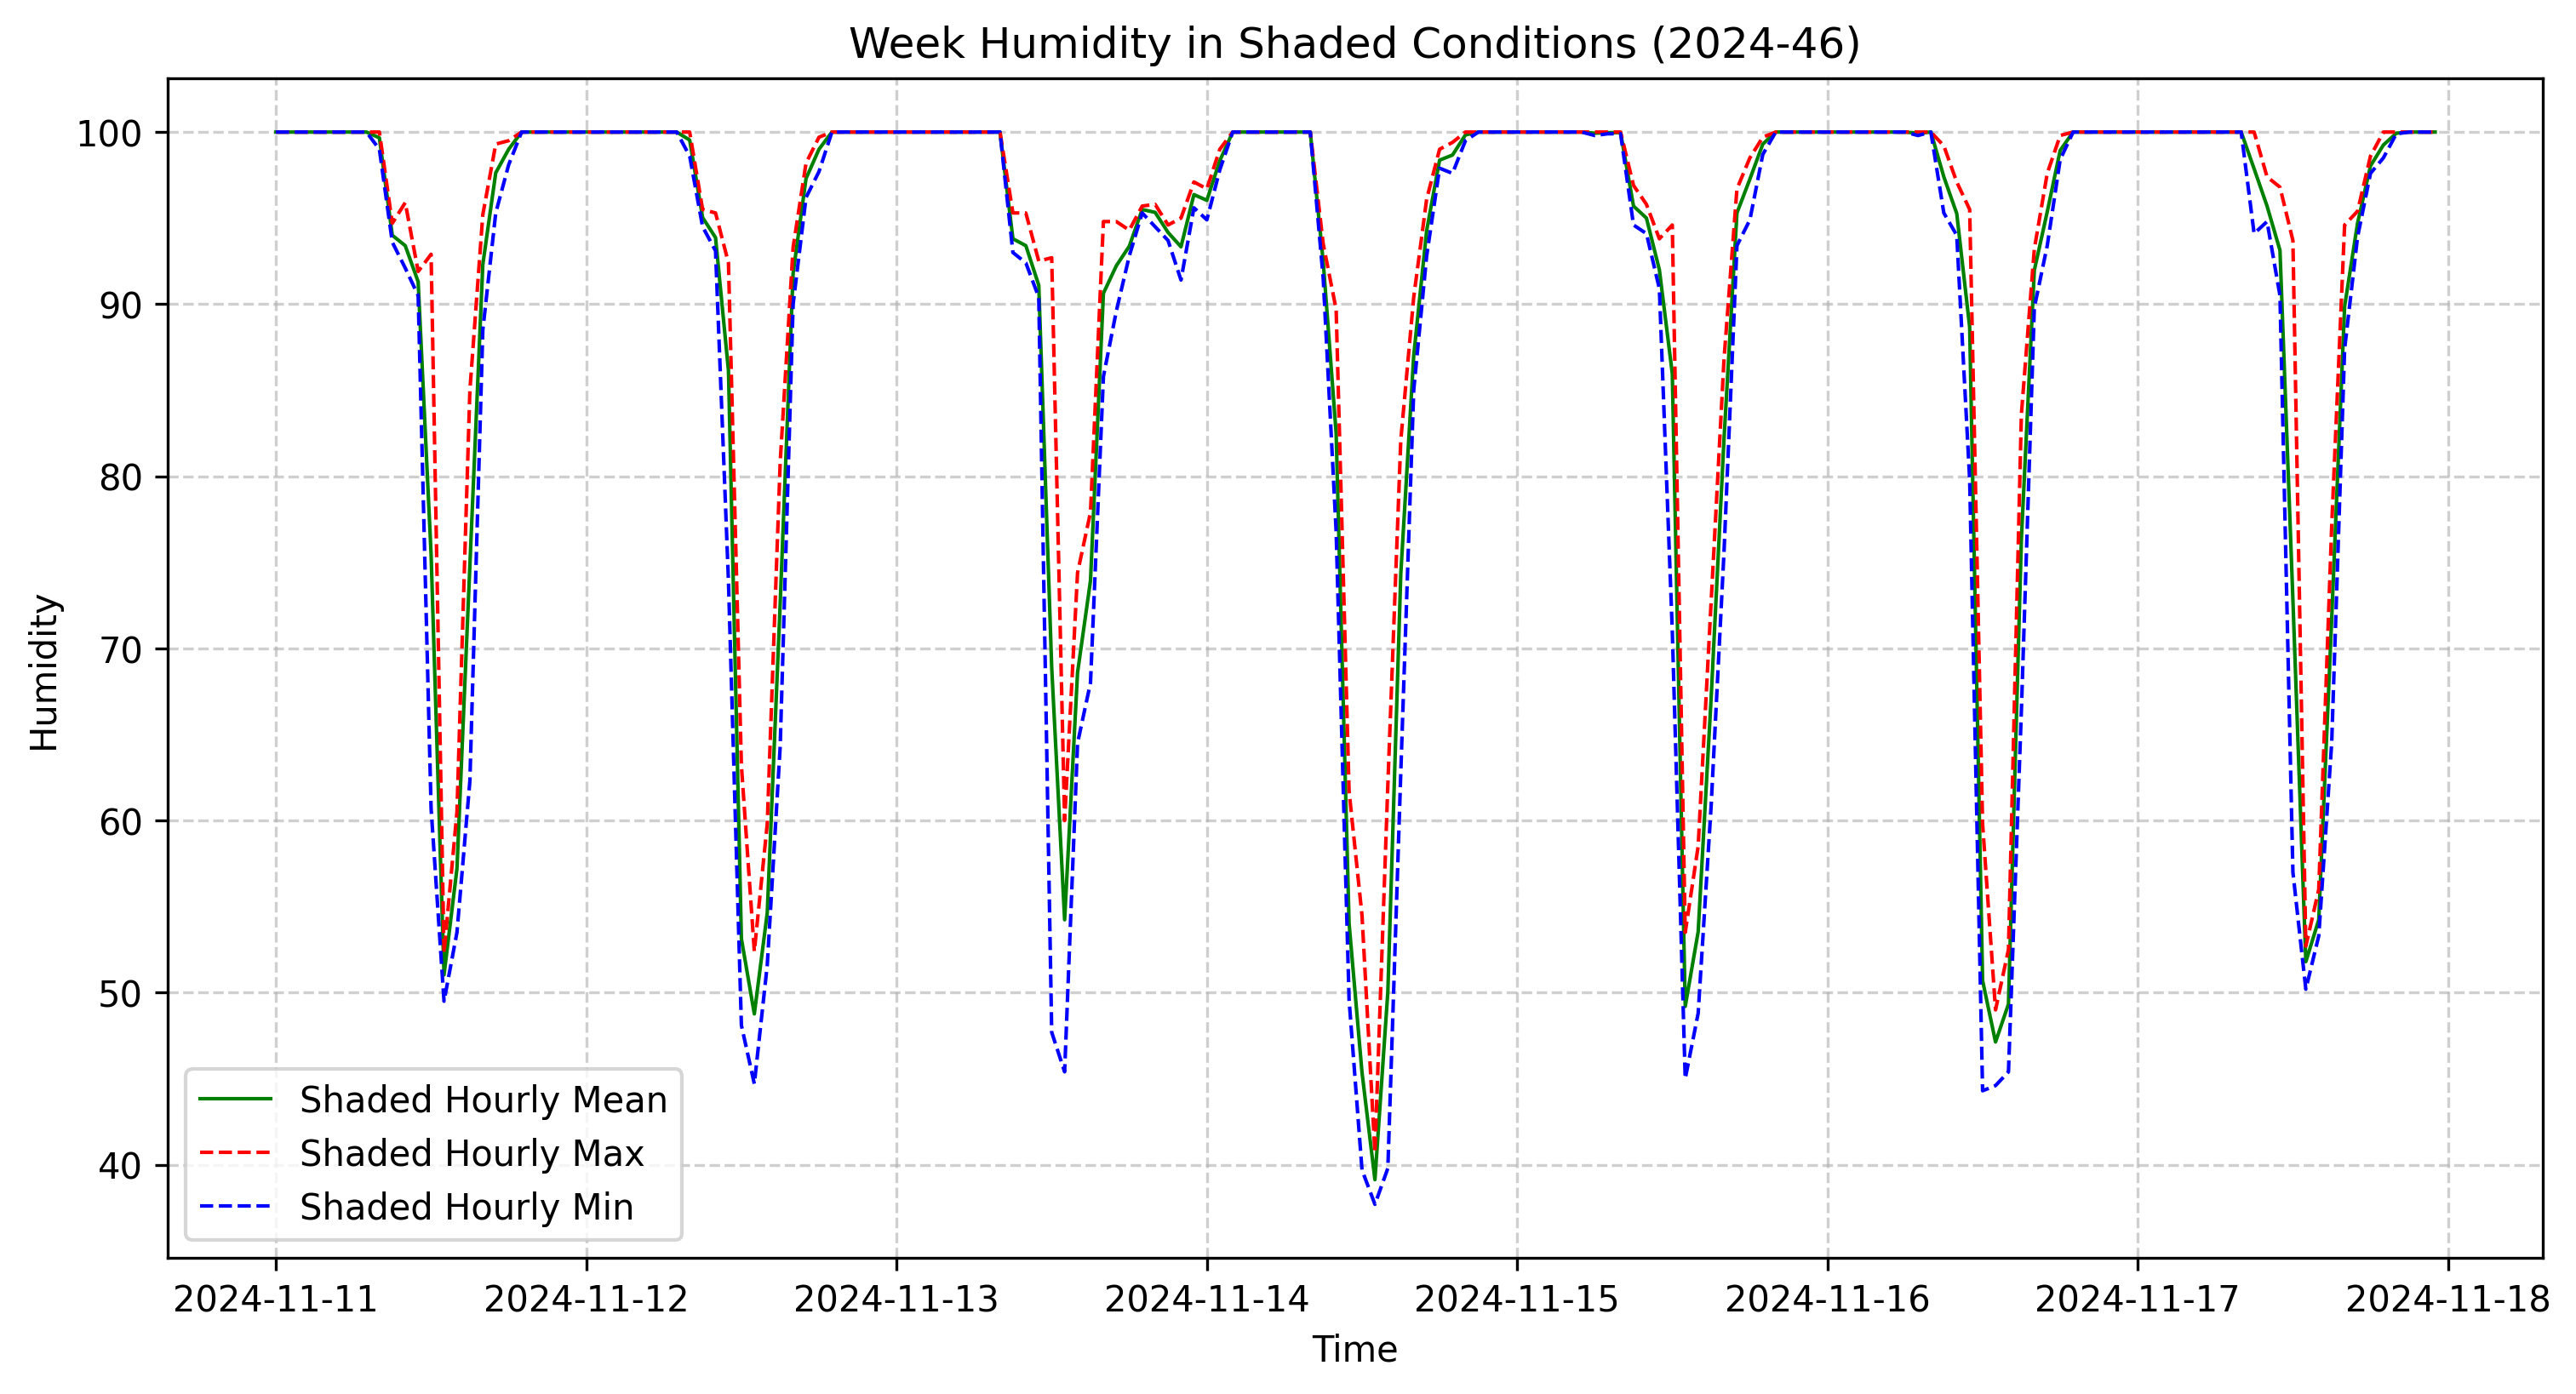 Week Humidity in Shaded Conditions (2024-46)
100
90
80
70
60
50
40
Humidity
Shaded Hourly Mean
Shaded Hourly Max
Shaded Hourly Min
2024-11-11 2024-11-12 2024-11-13 2024-11-14 2024-11-15 2024-11-16 2024-11-17 2024-11-18
Time